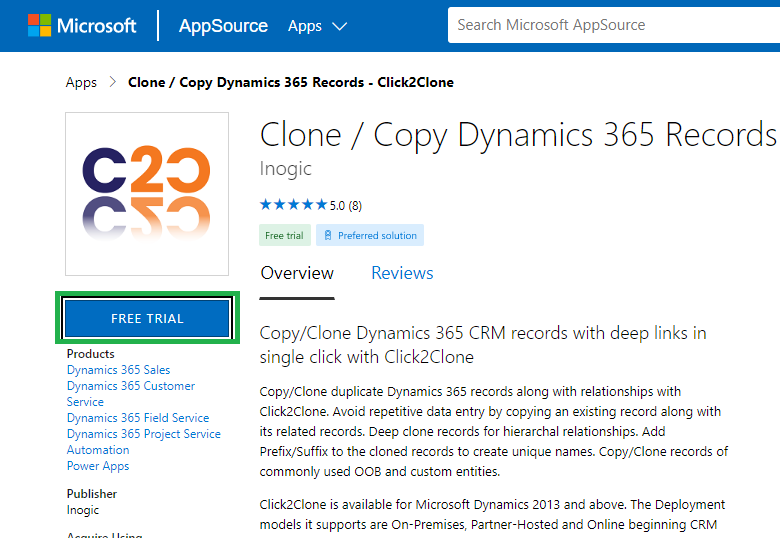 Microsoft AppSource Apps Search Microsoft AppSource
Apps > Clone / Copy Dynamics 365 Records - Click2Clone
C2C
Clone / Copy Dynamics 365 Records
Inogic
5.0 (8)
Free trial Preferred solution
Overview Reviews
FREE TRIAL
Products
Dynamics 365 Sales
Dynamics 365 Customer
Service
Dynamics 365 Field Service
Dynamics 365 Project Service
Automation
Power Apps
Publisher
Inogic
Acquire Using
Copy/Clone Dynamics 365 CRM records with deep links in
single click with Click2Clone
Copy/Clone duplicate Dynamics 365 records along with relationships with
Click2Clone. Avoid repetitive data entry by copying an existing record along with
its related records. Deep clone records for hierarchal relationships. Add
Prefix/Suffix to the cloned records to create unique names. Copy/Clone records of
commonly used OOB and custom entities.
Click2Clone is available for Microsoft Dynamics 2013 and above. The Deployment
models it supports are On-Premises, Partner-Hosted and Online beginning CRM